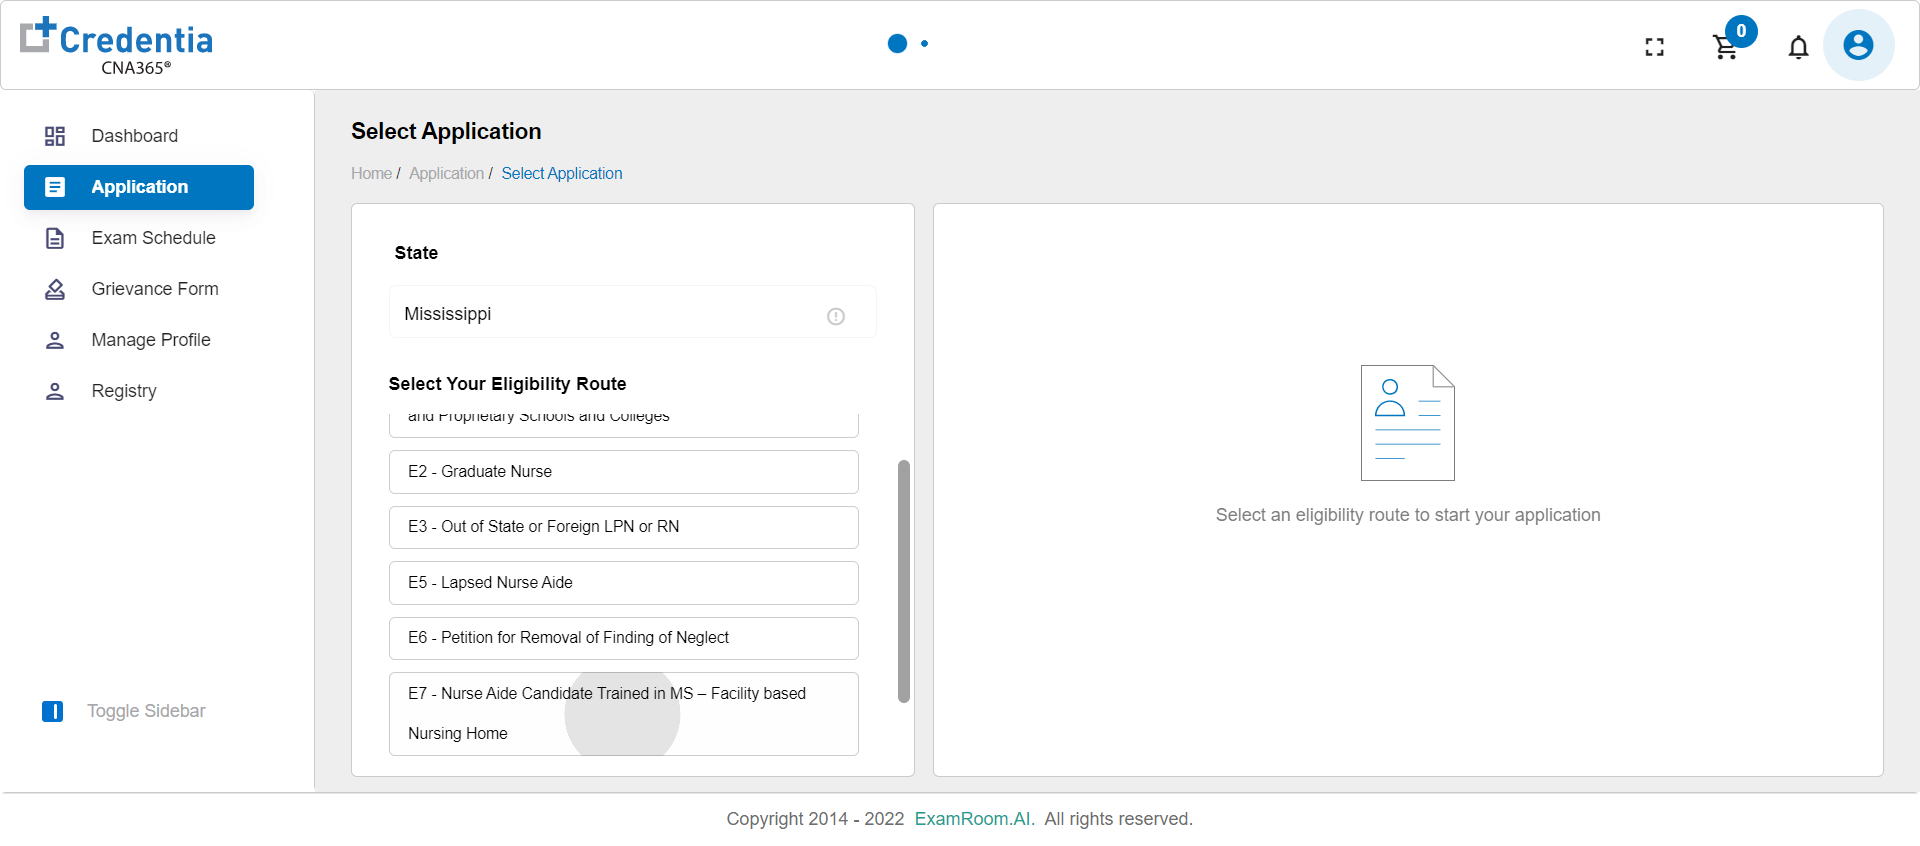 Credentia
CNA365®
0
Dashboard
Application
Exam Schedule
Grievance Form
Manage Profile
Registry
Toggle Sidebar
Select Application
Home / Application / Select Application
State
Mississippi
Select Your Eligibility Route
and Proprietary Schools and Colleges
E2 - Graduate Nurse
E3 - Out of State or Foreign LPN or RN
E5 - Lapsed Nurse Aide
E6 - Petition for Removal of Finding of Neglect
E7 - Nurse Aide Candidate Trained in MS – Facility based
Nursing Home
Select an eligibility route to start your application
Copyright 2014 - 2022 ExamRoom.AI. All rights reserved.